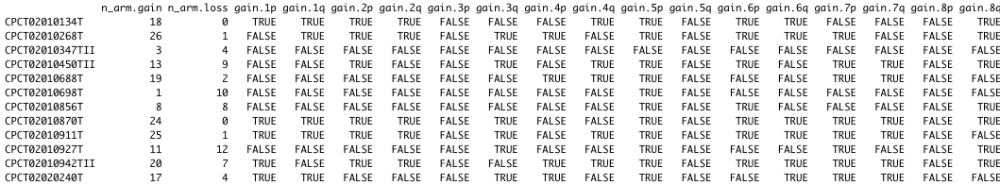 n_arm.gain n_arm.loss gain.1p gain.1q gain.2p gain.2q gain.3p gain.3q gain.4p gain.4q gain.5p gain.5q gain.6p gain.6q gain.7p gain.7q gain.8p gain.8q
CPCT02010134T 18 0 TRUE TRUE TRUE TRUE FALSE FALSE TRUE TRUE TRUE FALSE TRUE TRUE TRUE TRUE FALSE FALSE
CPCT02010268T 26 1 FALSE TRUE TRUE TRUE FALSE TRUE TRUE FALSE TRUE FALSE TRUE TRUE TRUE TRUE FALSE TRUE
CPCT02010347TII 3 4 FALSE FALSE FALSE FALSE FALSE FALSE FALSE FALSE FALSE FALSE FALSE FALSE FALSE FALSE FALSE FALSE
CPCT02010450TII 13 9 FALSE FALSE FALSE FALSE FALSE TRUE FALSE TRUE TRUE FALSE TRUE FALSE TRUE TRUE FALSE TRUE
CPCT02010688T 19 2 FALSE FALSE FALSE FALSE FALSE FALSE TRUE TRUE TRUE FALSE FALSE FALSE TRUE TRUE FALSE FALSE
CPCT02010698T 1 10 FALSE FALSE FALSE FALSE FALSE FALSE FALSE FALSE TRUE FALSE FALSE FALSE FALSE FALSE FALSE FALSE
CPCT02010856T 8 8 FALSE FALSE FALSE FALSE FALSE TRUE FALSE FALSE TRUE FALSE TRUE FALSE FALSE FALSE FALSE TRUE
CPCT02010870T 24 0 TRUE TRUE TRUE TRUE FALSE TRUE FALSE FALSE TRUE FALSE TRUE TRUE TRUE TRUE FALSE TRUE
CPCT02010911T 25 1 TRUE TRUE TRUE TRUE FALSE TRUE TRUE TRUE TRUE FALSE TRUE TRUE TRUE TRUE FALSE TRUE
CPCT02010927T 11 12 FALSE FALSE FALSE FALSE FALSE TRUE FALSE FALSE TRUE FALSE FALSE FALSE TRUE TRUE FALSE TRUE
CPCT02010942TII 20 7 TRUE FALSE TRUE TRUE FALSE FALSE TRUE TRUE TRUE FALSE TRUE TRUE TRUE TRUE FALSE FALSE
CPCT02020240T 17 4 TRUE TRUE FALSE FALSE FALSE TRUE FALSE FALSE TRUE FALSE FALSE FALSE TRUE TRUE FALSE TRUE